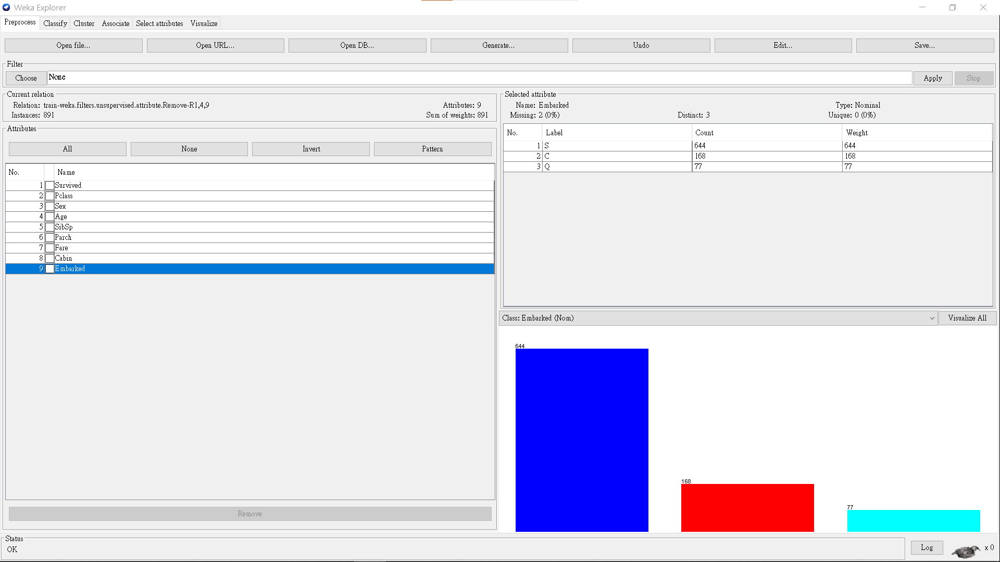 Weka Explorer
Preprocess Classify Cluster Associate Select attributes Visualize
Open file... Open URL... Open DB... Generate... Undo Edit... Save...
Filter
Choose None Apply Stop
Current relation
Relation: train-weka.filters.unsupervised.attribute.Remove-R1,4,9 Attributes: 9
Instances: 891 Sum of weights: 891
Attributes
All None Invert Pattern
No. Name
1 Survived
2 Pclass
3 Sex
4 Age
5 SibSp
6 Parch
7 Fare
8 Cabin
9 Embarked
Remove
Selected attribute
Name: Embarked Type: Nominal
Missing: 2 (0%) Distinct: 3 Unique: 0 (0%)
No. Label Count Weight
1 S 644 644
2 C 168 168
3 Q 77 77
Class: Embarked (Nom) Visualize All
644
168
77
Status
OK
Log x 0